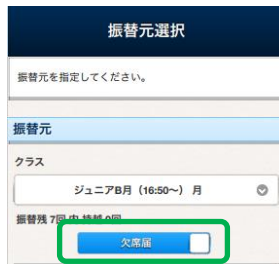 振替元選択
振替元を指定してください。
振替元
クラス
ジュニアB月（16:50～）月
振替残 7回 内 持越 0回
欠席届